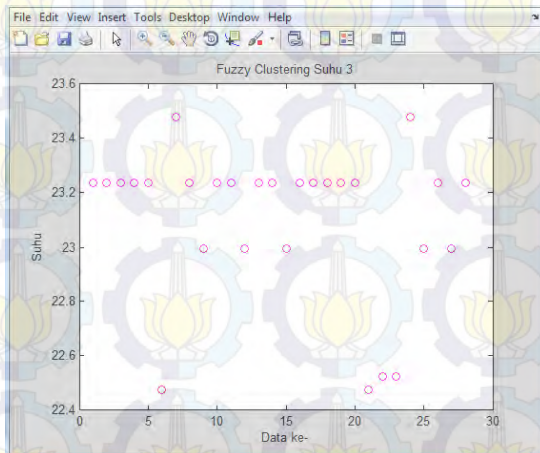 File Edit View Insert Tools Desktop Window Help
Fuzzy Clustering Suhu 3
23.6
23.4
23.2
23
22.8
22.6
22.4
Suhu
0 5 10 15 20 25 30
Data ke-